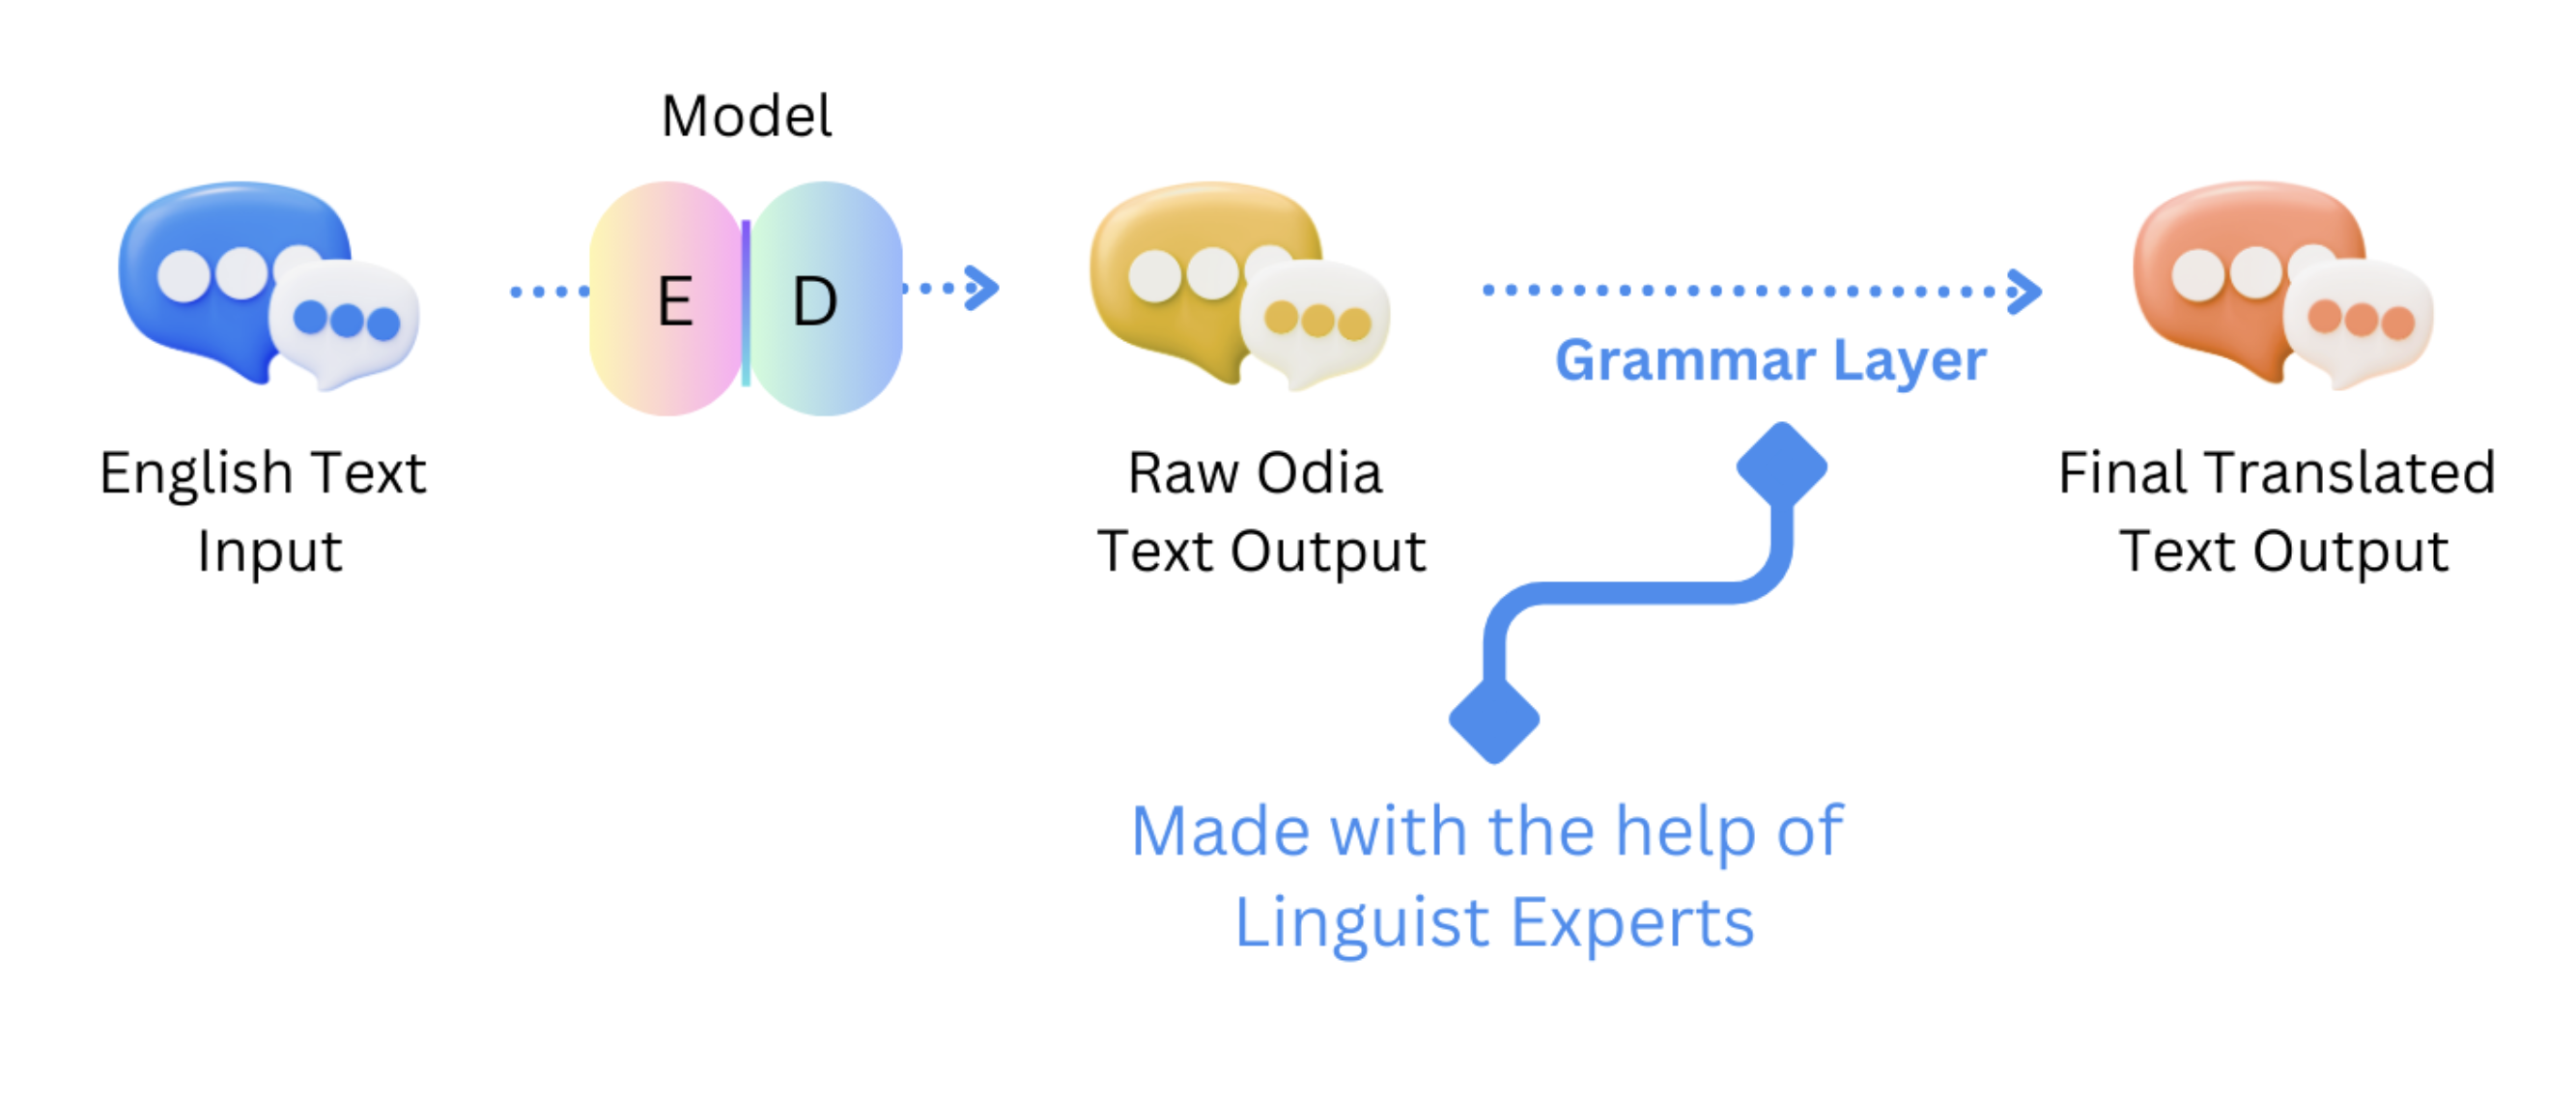 Model
E
D
English Text
Input
Raw Odia
Text Output
Grammar Layer
Final Translated
Text Output
Made with the help of
Linguist Experts